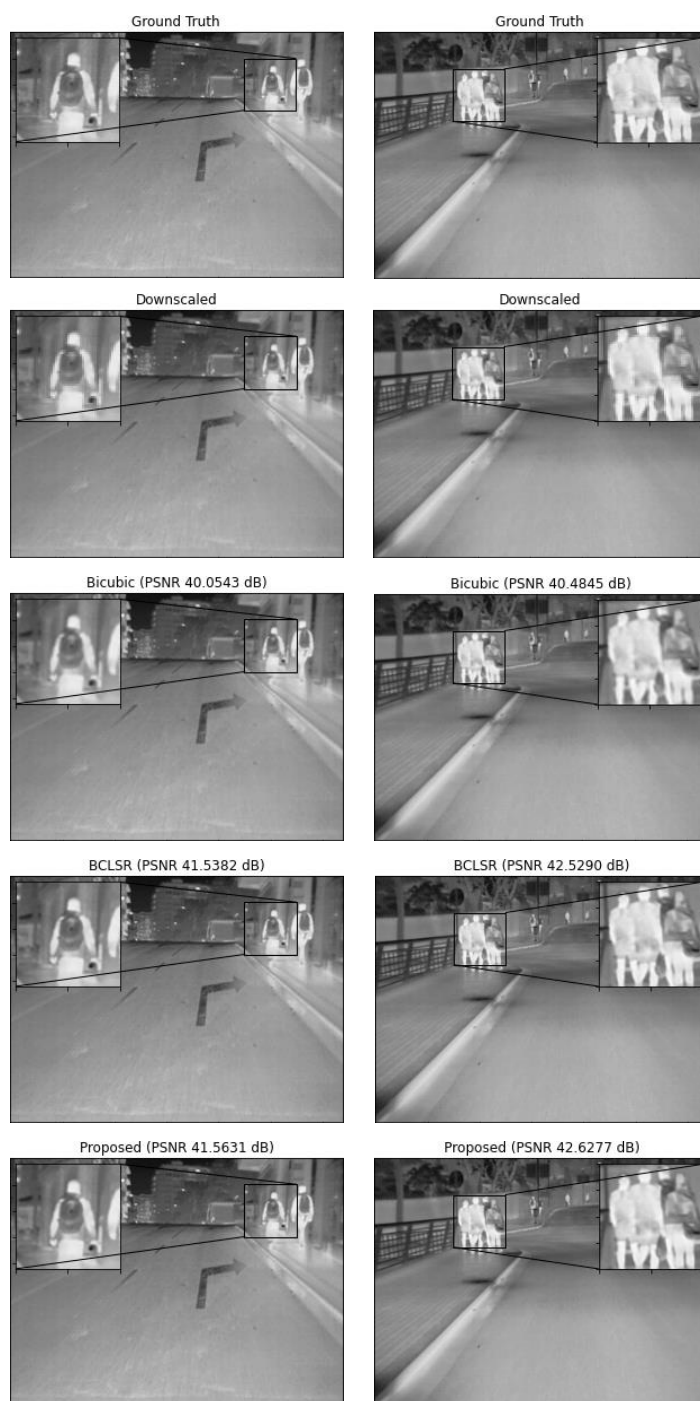 Ground Truth
Ground Truth
Downscaled
Downscaled
Bicubic (PSNR 40.0543 dB)
Bicubic (PSNR 40.4845 dB)
BCLSR (PSNR 41.5382 dB)
BCLSR (PSNR 42.5290 dB)
Proposed (PSNR 41.5631 dB)
Proposed (PSNR 42.6277 dB)